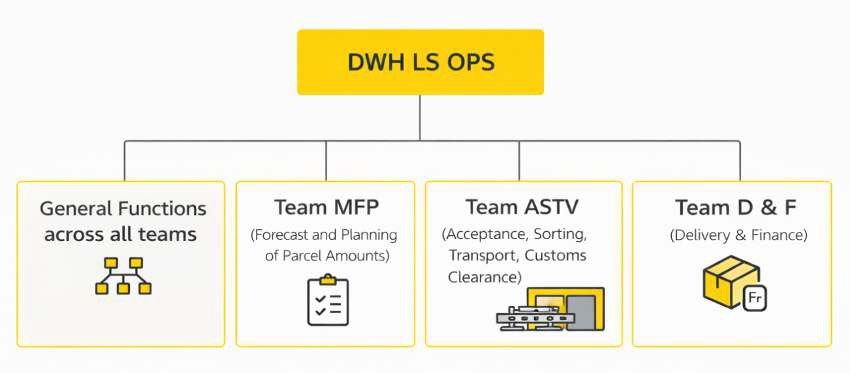 DWH LS OPS
General Functions
across all teams
Team MFP
(Forecast and Planning
of Parcel Amounts)
Team ASTV
(Acceptance, Sorting,
Transport, Customs
Clearance)
Team D & F
(Delivery & Finance)
Fr